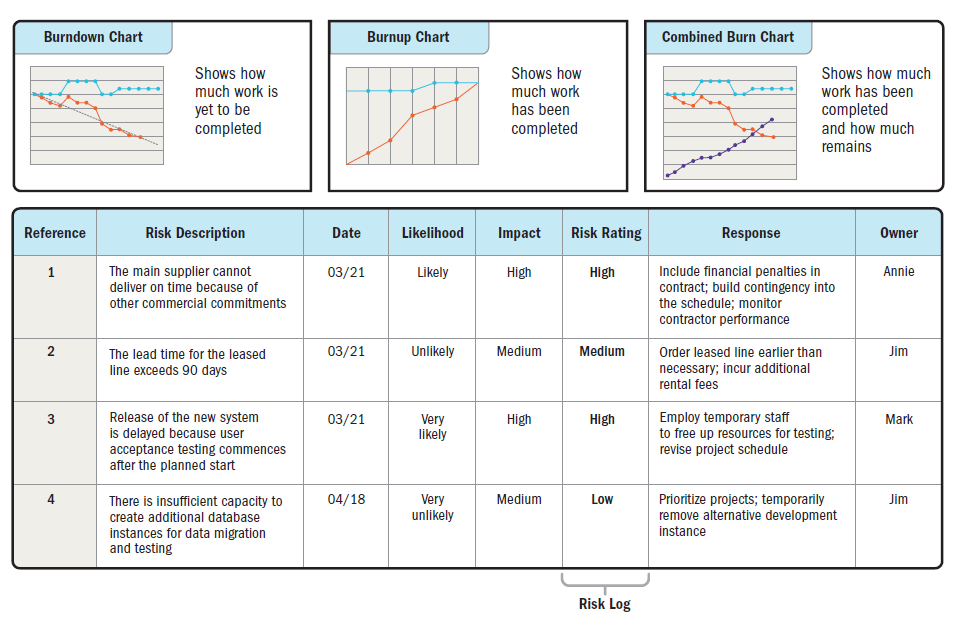 Burndown Chart
Shows how
much work is
yet to be
completed
Burnup Chart
Shows how
much work
has been
completed
Combined Burn Chart
Shows how much
work has been
completed
and how much
remains
Reference
Risk Description
Date
Likelihood
Impact
Risk Rating
Response
Owner
1
The main supplier cannot
deliver on time because of
other commercial commitments
03/21
Likely
High
High
Include financial penalties in
contract; build contingency into
the schedule; monitor
contractor performance
Annie
2
The lead time for the leased
line exceeds 90 days
03/21
Unlikely
Medium
Medium
Order leased line earlier than
necessary; incur additional
rental fees
Jim
3
Release of the new system
is delayed because user
acceptance testing commences
after the planned start
03/21
Very
likely
High
High
Employ temporary staff
to free up resources for testing;
revise project schedule
Mark
4
There is insufficient capacity to
create additional database
instances for data migration
and testing
04/18
Very
unlikely
Medium
Low
Prioritize projects; temporarily
remove alternative development
instance
Jim
Risk Log